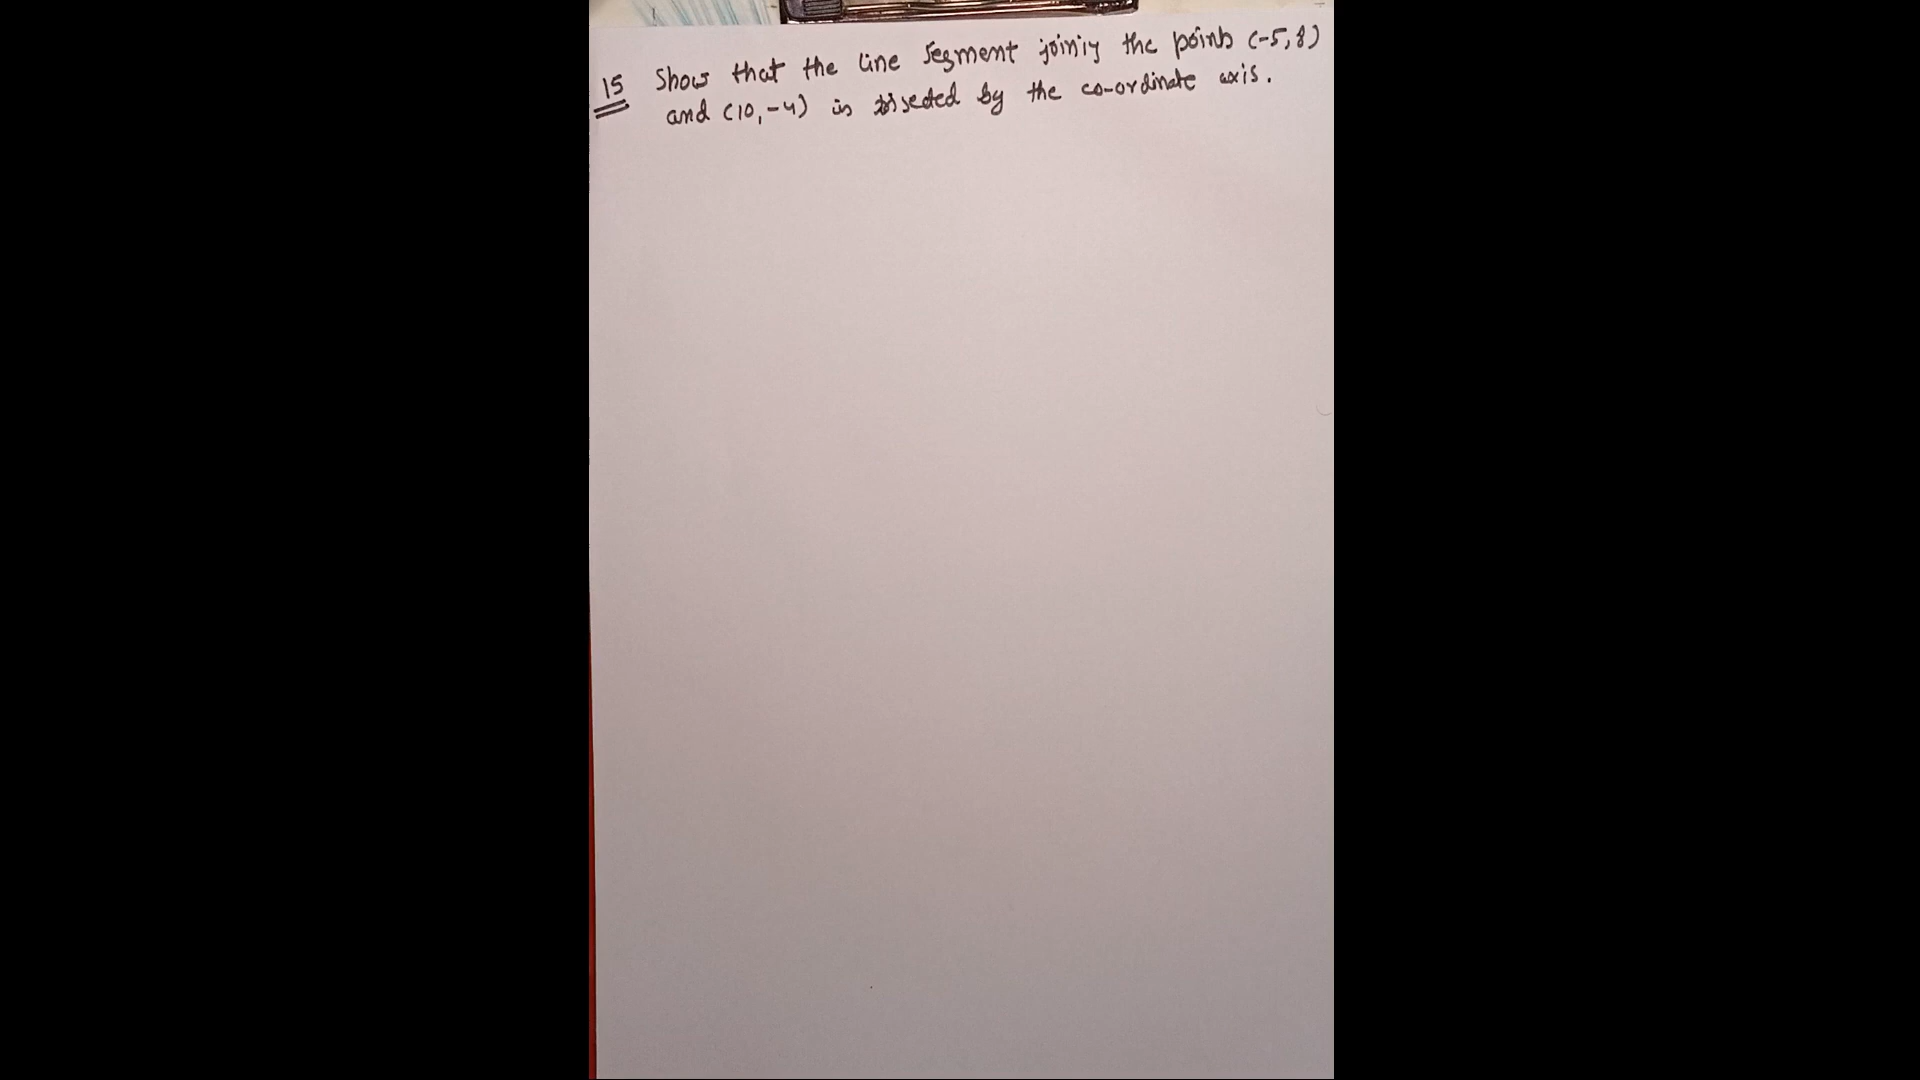 15 Show that the line segment joining the points (-5,8)
and (10,-4) is trisected by the co-ordinate axis.